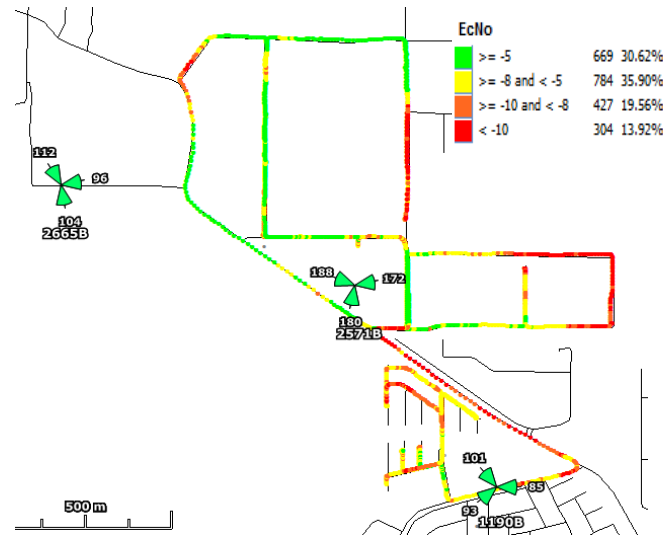 EcNo
>= -5 669 30.62%
>= -8 and < -5 784 35.90%
>= -10 and < -8 427 19.56%
< -10 304 13.92%
112
96
104
2665B
188
172
180
2571B
101
85
93
1190B
500 m